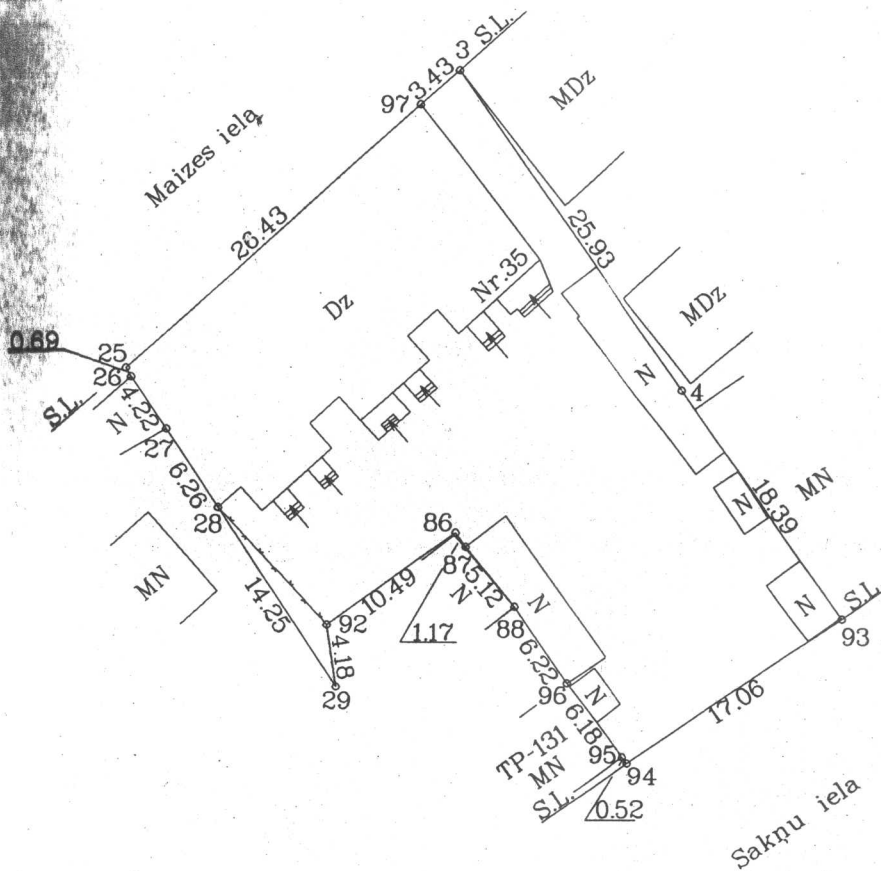 3 S.L.
3.43
97
MDz
Maizes iela
26.43
25.93
Nr.35
Dz
MDz
0.69
25
26
S.L.
4.22
N
27
N
4
6.26
28
MN
N
18.39
86
87
MN
14.25
10.49
5.12
N
N
N
92
88
1.17
S.L
93
4.18
6.22
29
96
N
17.06
6.18
TP-131
95
MN
94
S.L.
0.52
Sakņu iela